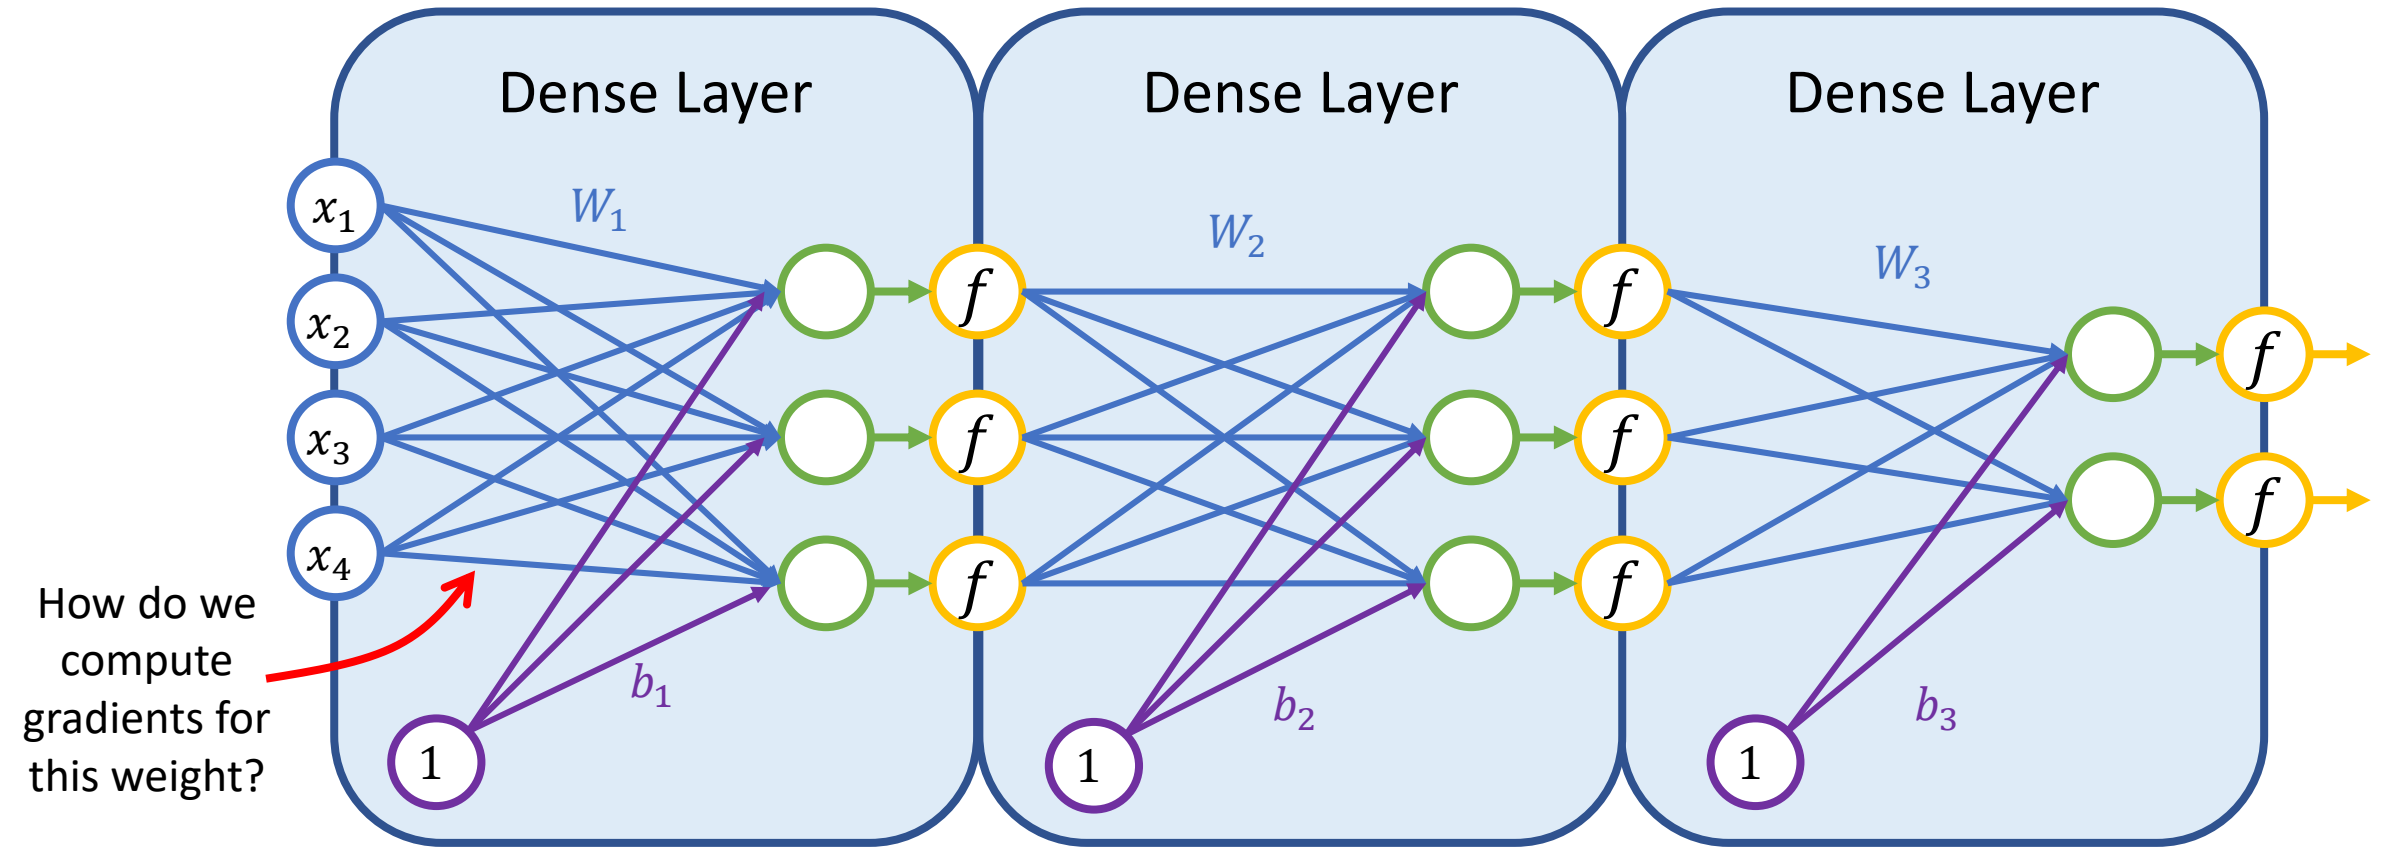 Dense Layer
Dense Layer
Dense Layer
x₁
x₂
x₃
x₄
W₁
W₂
W₃
f
f
f
f
f
f
f
f
b₁
b₂
b₃
1
1
1
How do we
compute
gradients for
this weight?